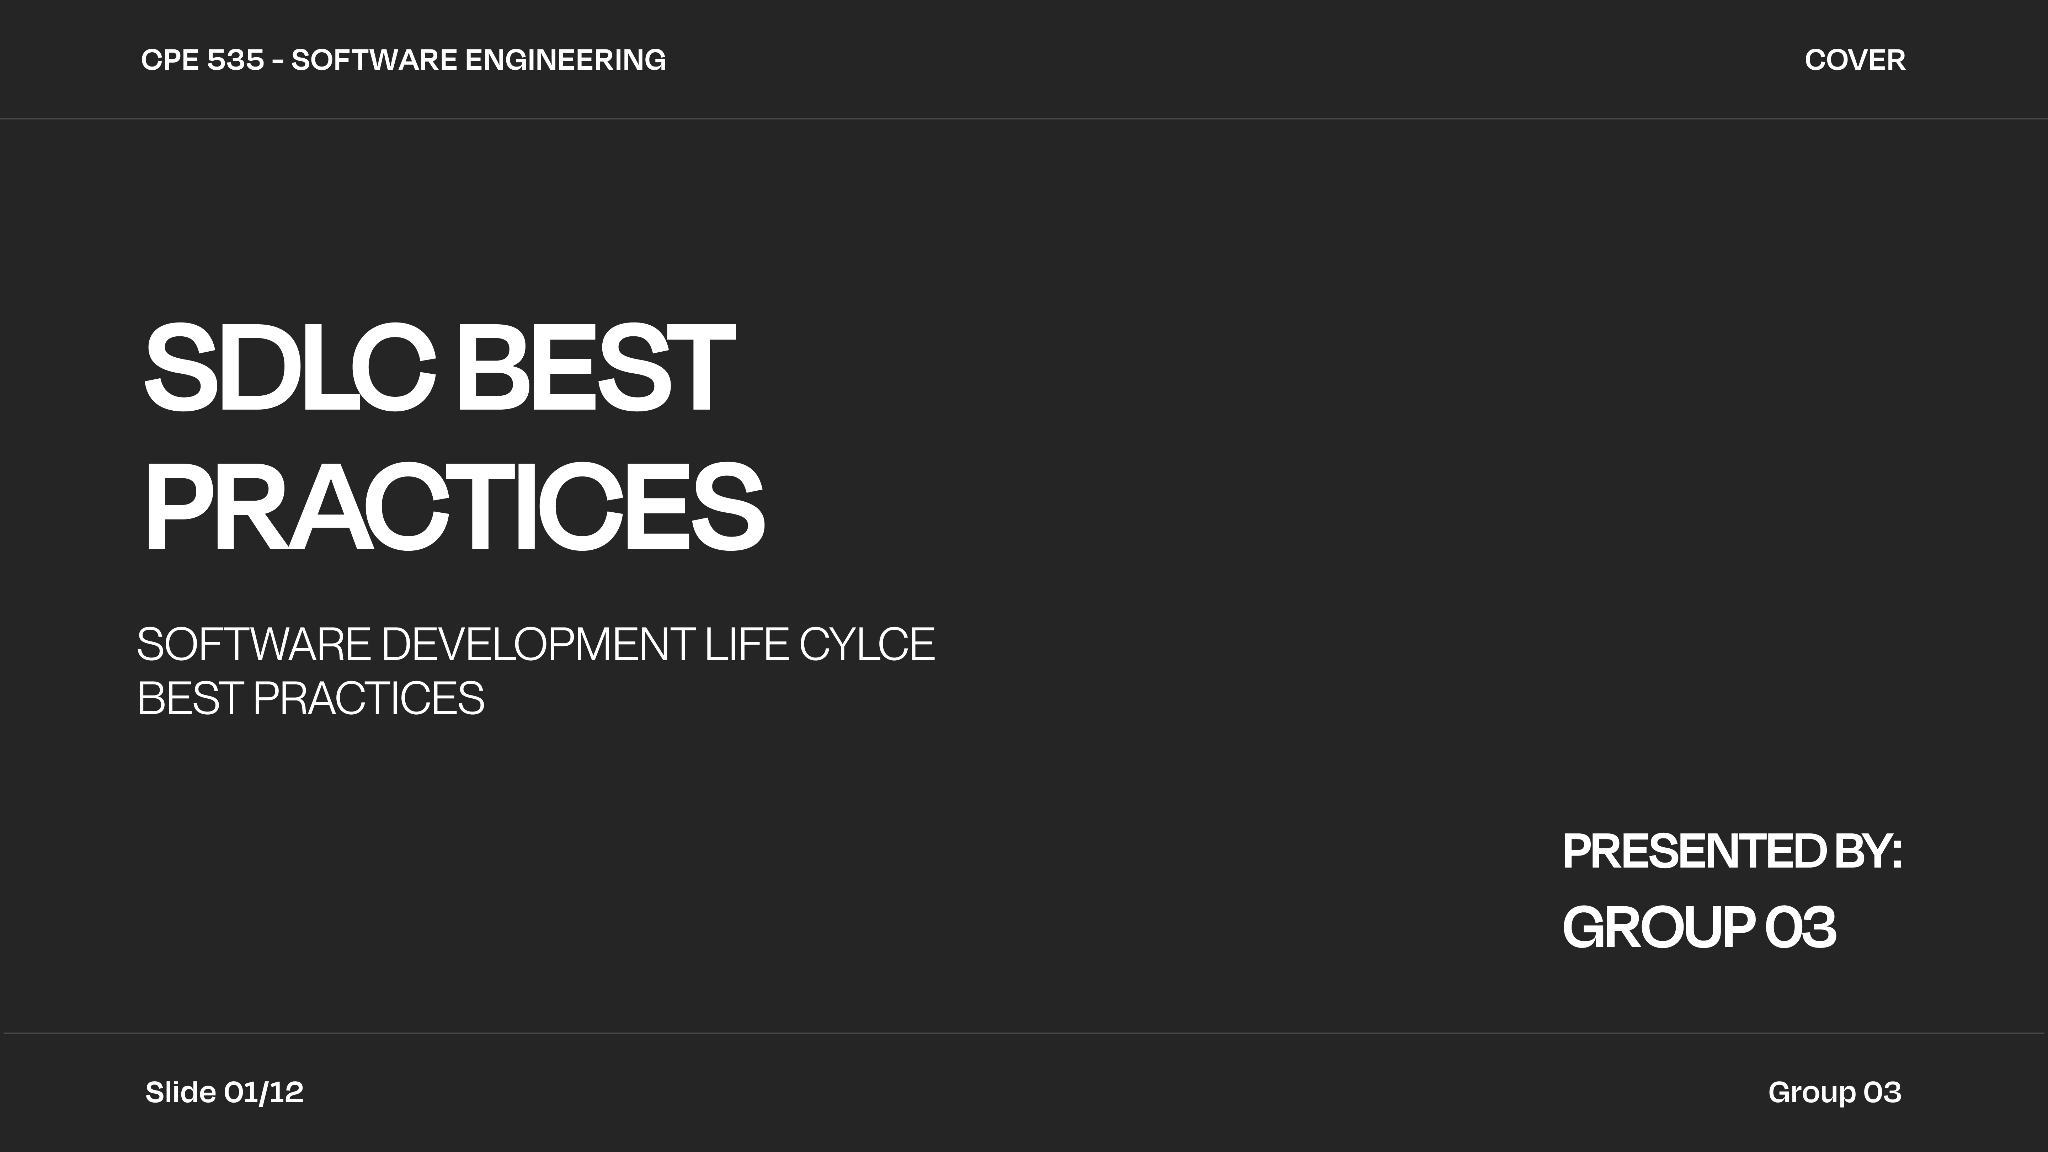 CPE 535 - SOFTWARE ENGINEERING
COVER
SDLC BEST
PRACTICES
SOFTWARE DEVELOPMENT LIFE CYLCE
BEST PRACTICES
PRESENTED BY:
GROUP 03
Slide 01/12
Group 03